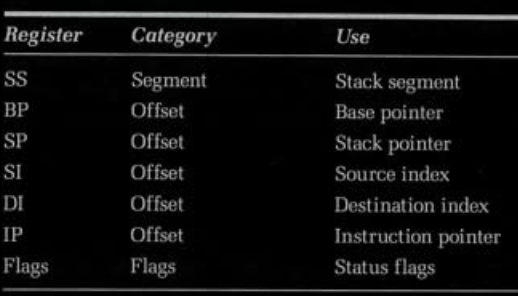 Register Category Use
SS Segment Stack segment
BP Offset Base pointer
SP Offset Stack pointer
SI Offset Source index
DI Offset Destination index
IP Offset Instruction pointer
Flags Flags Status flags